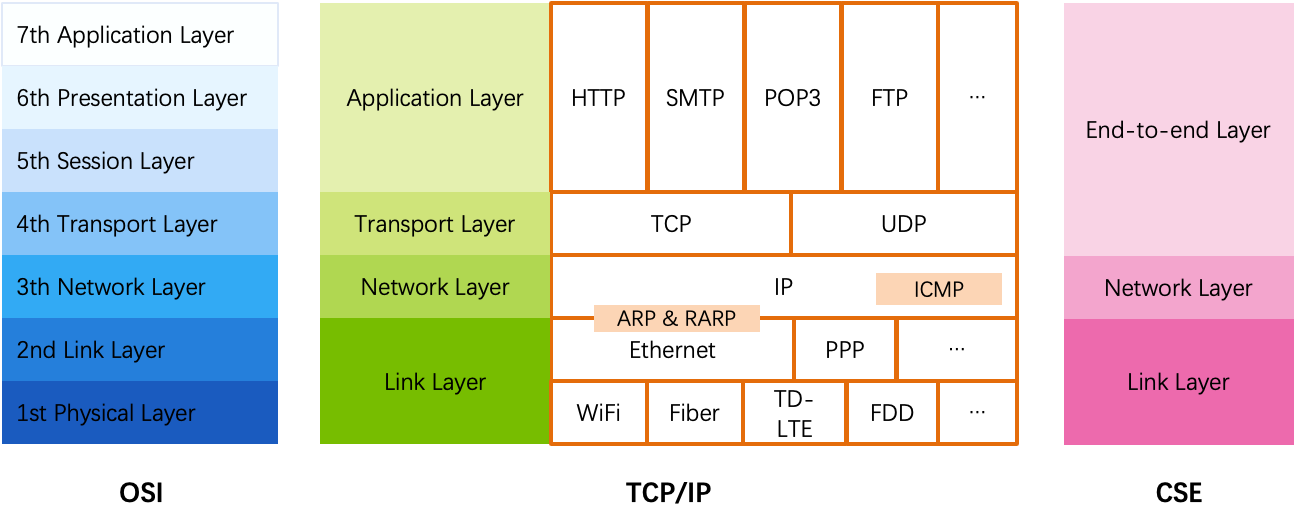 7th Application Layer
6th Presentation Layer
5th Session Layer
4th Transport Layer
3th Network Layer
2nd Link Layer
1st Physical Layer
OSI
Application Layer
HTTP
SMTP
POP3
FTP
...
Transport Layer
TCP
UDP
Network Layer
IP
ICMP
ARP & RARP
Link Layer
Ethernet
PPP
...
WiFi
Fiber
TD-
LTE
FDD
...
TCP/IP
End-to-end Layer
Network Layer
Link Layer
CSE